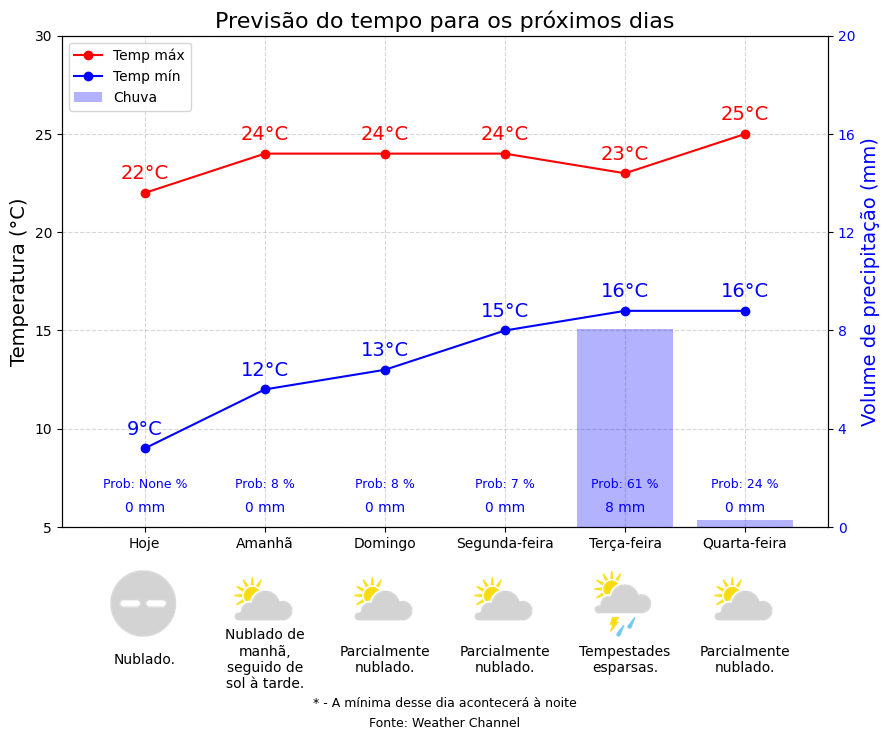 Previsão do tempo para os próximos dias
Temp máx
Temp mín
Chuva
Temperatura (°C)
30
25
20
15
10
5
Volume de precipitação (mm)
20
16
12
8
4
0
22°C 24°C 24°C 24°C 23°C 25°C
9°C 12°C 13°C 15°C 16°C 16°C
Prob: None % Prob: 8 % Prob: 8 % Prob: 7 % Prob: 61 % Prob: 24 %
0 mm 0 mm 0 mm 0 mm 8 mm 0 mm
Hoje Amanhã Domingo Segunda-feira Terça-feira Quarta-feira
Nublado.
Nublado de
manhã,
seguido de
sol à tarde.
Parcialmente
nublado.
Parcialmente
nublado.
Tempestades
esparsas.
Parcialmente
nublado.
* - A mínima desse dia acontecerá à noite
Fonte: Weather Channel